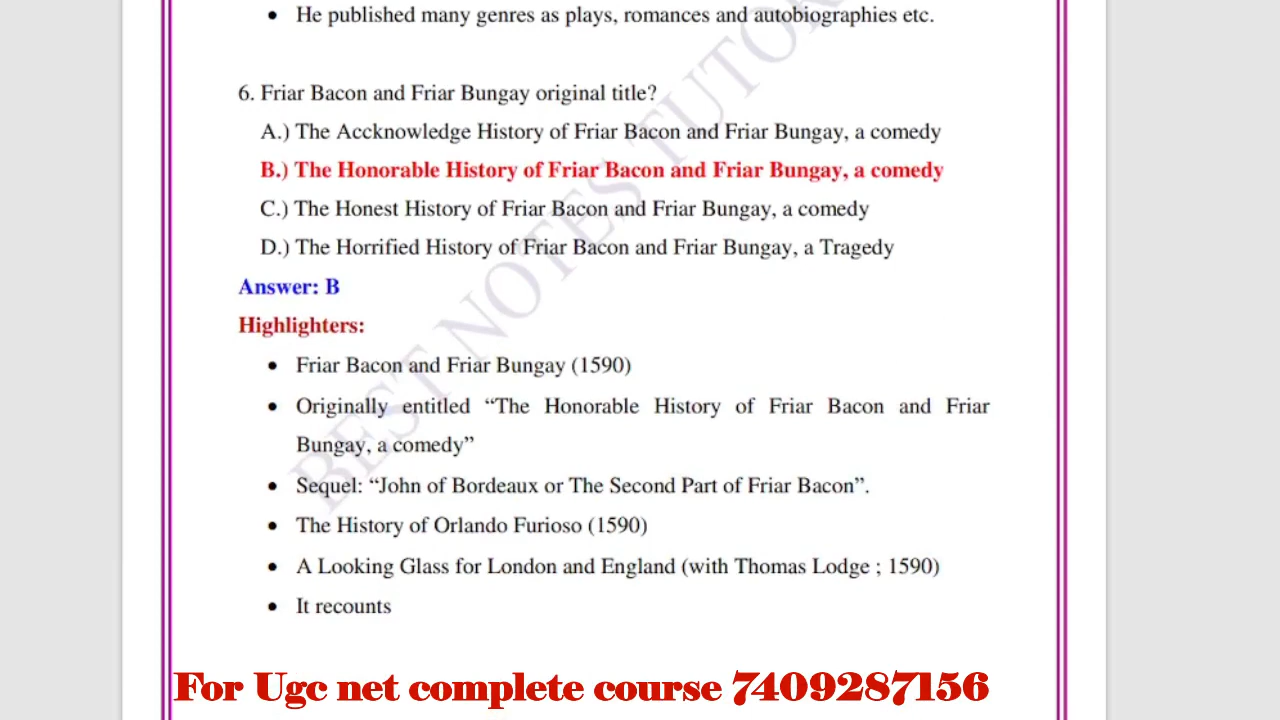 • He published many genres as plays, romances and autobiographies etc.
6. Friar Bacon and Friar Bungay original title?
A.) The Accknowledge History of Friar Bacon and Friar Bungay, a comedy
B.) The Honorable History of Friar Bacon and Friar Bungay, a comedy
C.) The Honest History of Friar Bacon and Friar Bungay, a comedy
D.) The Horrified History of Friar Bacon and Friar Bungay, a Tragedy
Answer: B
Highlighters:
• Friar Bacon and Friar Bungay (1590)
• Originally entitled “The Honorable History of Friar Bacon and Friar
Bungay, a comedy”
• Sequel: “John of Bordeaux or The Second Part of Friar Bacon”.
• The History of Orlando Furioso (1590)
• A Looking Glass for London and England (with Thomas Lodge ; 1590)
• It recounts
BEST NOTES TUTOR
For Ugc net complete course 7409287156